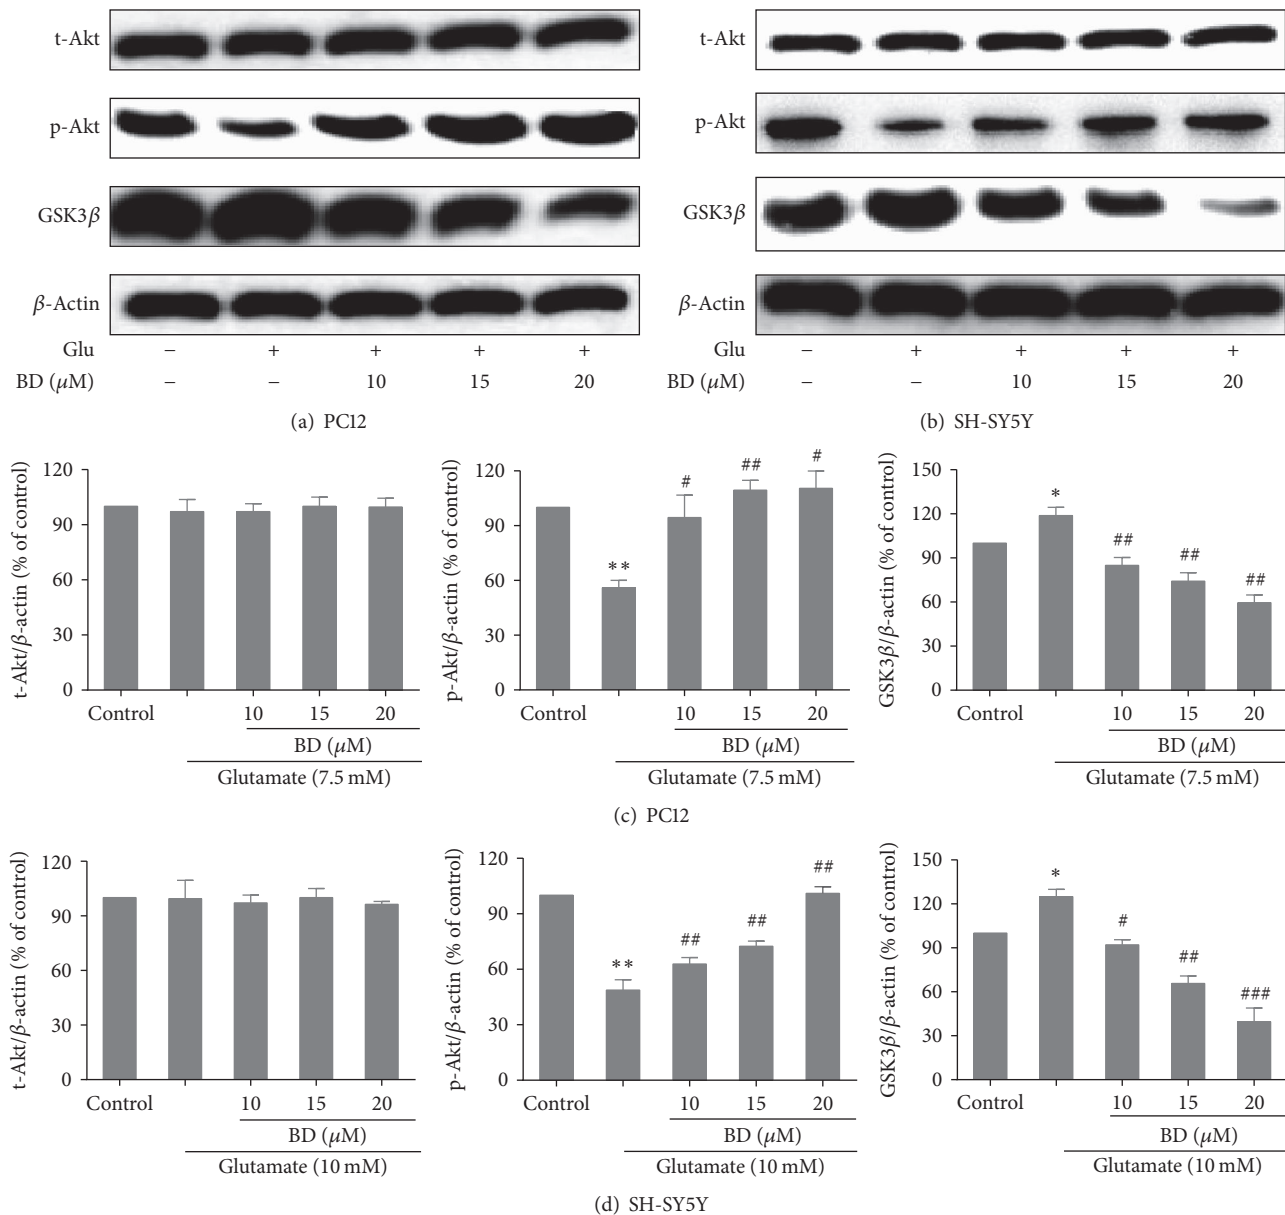 t-Akt
p-Akt
GSK3β
β-Actin
Glu − + + + +
BD (μM) − − 10 15 20
(a) PC12
t-Akt
p-Akt
GSK3β
β-Actin
Glu − + + + +
BD (μM) − − 10 15 20
(b) SH-SY5Y
t-Akt/β-actin (% of control)
120
90
60
30
0
Control 10 15 20
BD (μM)
Glutamate (7.5 mM)
p-Akt/β-actin (% of control)
120
90
60
30
0
** # ## #
Control 10 15 20
BD (μM)
Glutamate (7.5 mM)
GSK3β/β-actin (% of control)
150
120
90
60
30
0
* ## ## ##
Control 10 15 20
BD (μM)
Glutamate (7.5 mM)
(c) PC12
t-Akt/β-actin (% of control)
120
90
60
30
0
Control 10 15 20
BD (μM)
Glutamate (10 mM)
p-Akt/β-actin (% of control)
120
90
60
30
0
** ## ## ##
Control 10 15 20
BD (μM)
Glutamate (10 mM)
GSK3β/β-actin (% of control)
150
120
90
60
30
0
* # ## ###
Control 10 15 20
BD (μM)
Glutamate (10 mM)
(d) SH-SY5Y